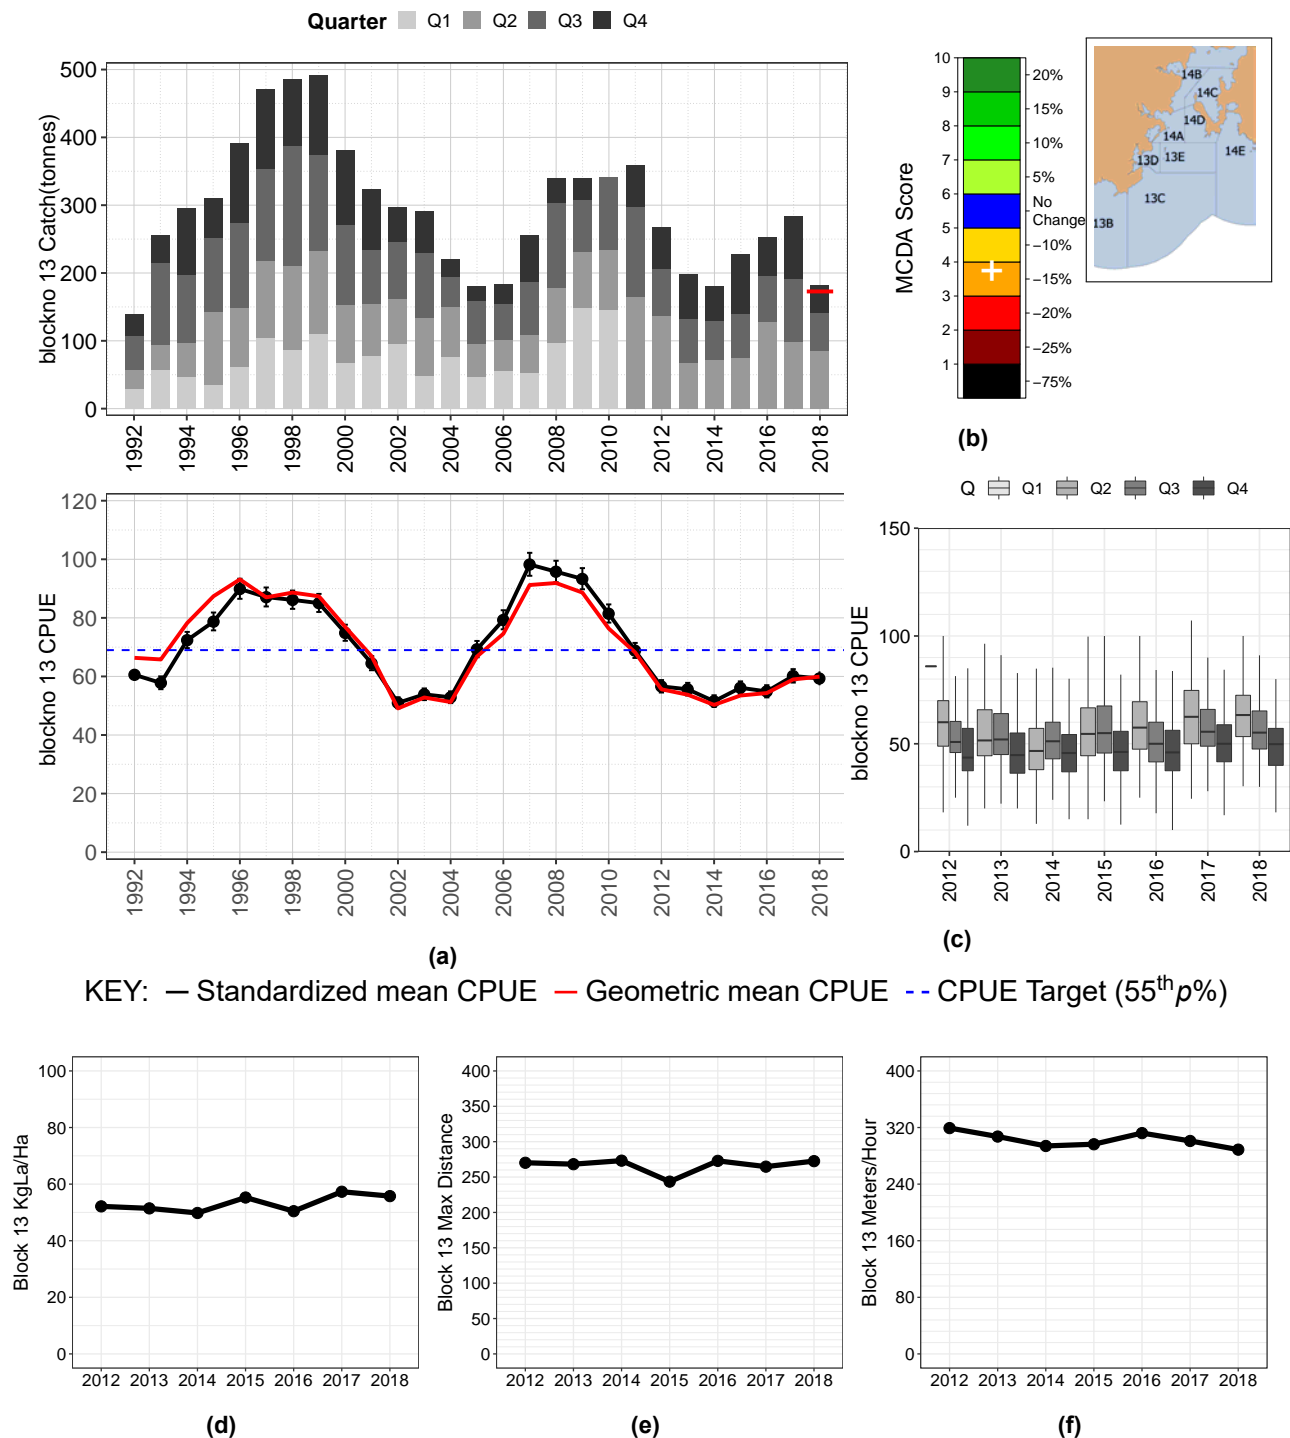 Quarter Q1 Q2 Q3 Q4
blockno 13 Catch(tonnes)
500
400
300
200
100
0
1992 1994 1996 1998 2000 2002 2004 2006 2008 2010 2012 2014 2016 2018
MCDA Score
10
9
8
7
6
5
4
3
2
1
20%
15%
10%
5%
No
Change
−10%
−15%
−20%
−25%
−75%
14B
14C
14D
14A
14E
13D 13E
13C
13B
(b)
blockno 13 CPUE
120
100
80
60
40
20
0
1992 1994 1996 1998 2000 2002 2004 2006 2008 2010 2012 2014 2016 2018
(a)
Q Q1 Q2 Q3 Q4
blockno 13 CPUE
150
100
50
0
2012 2013 2014 2015 2016 2017 2018
(c)
KEY: Standardized mean CPUE Geometric mean CPUE CPUE Target (55th p%)
Block 13 KgLa/Ha
100
80
60
40
20
0
2012 2013 2014 2015 2016 2017 2018
(d)
Block 13 Max Distance
400
350
300
250
200
150
100
50
0
2012 2013 2014 2015 2016 2017 2018
(e)
Block 13 Meters/Hour
400
320
240
160
80
0
2012 2013 2014 2015 2016 2017 2018
(f)